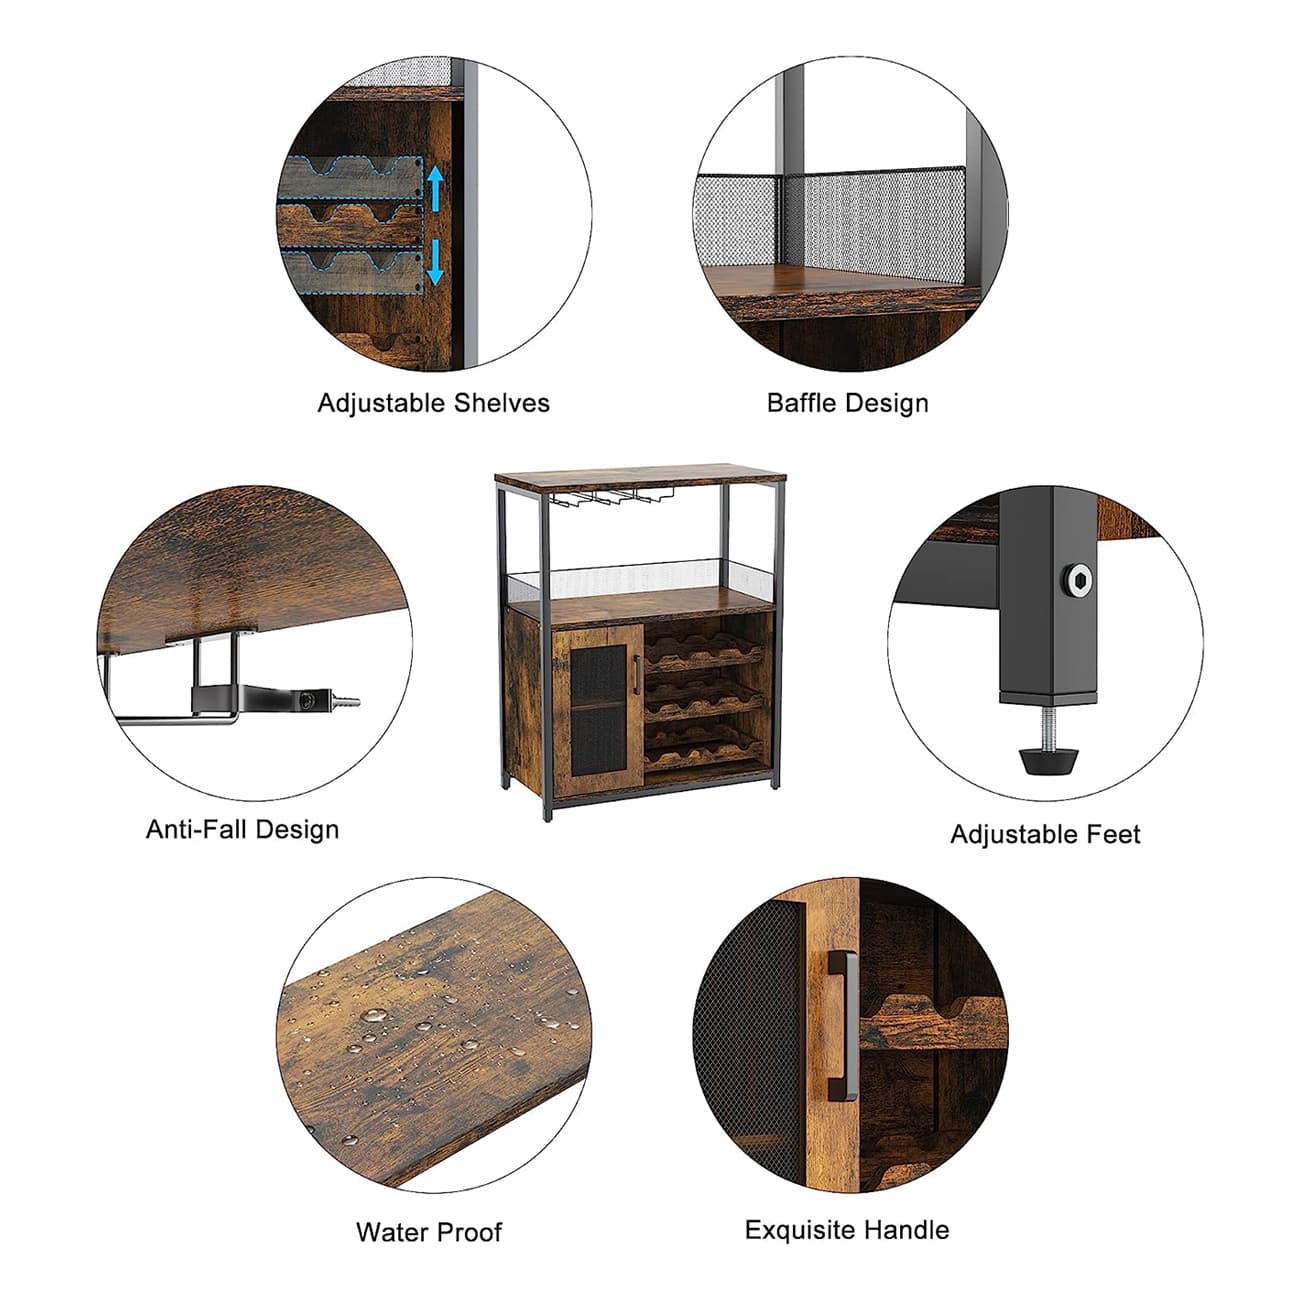 Adjustable Shelves
Baffle Design
Anti-Fall Design
Adjustable Feet
Water Proof
Exquisite Handle